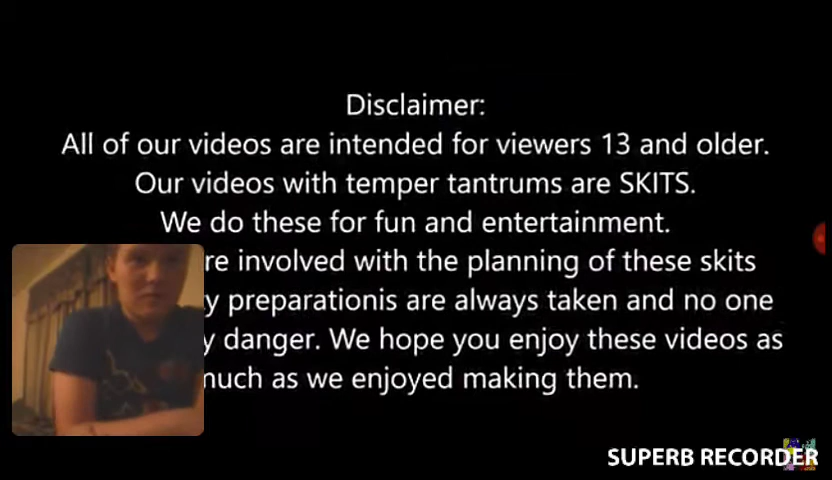 Disclaimer:
All of our videos are intended for viewers 13 and older.
Our videos with temper tantrums are SKITS.
We do these for fun and entertainment.
re involved with the planning of these skits
y preparationis are always taken and no one
y danger. We hope you enjoy these videos as
much as we enjoyed making them.
SUPERB RECORDER